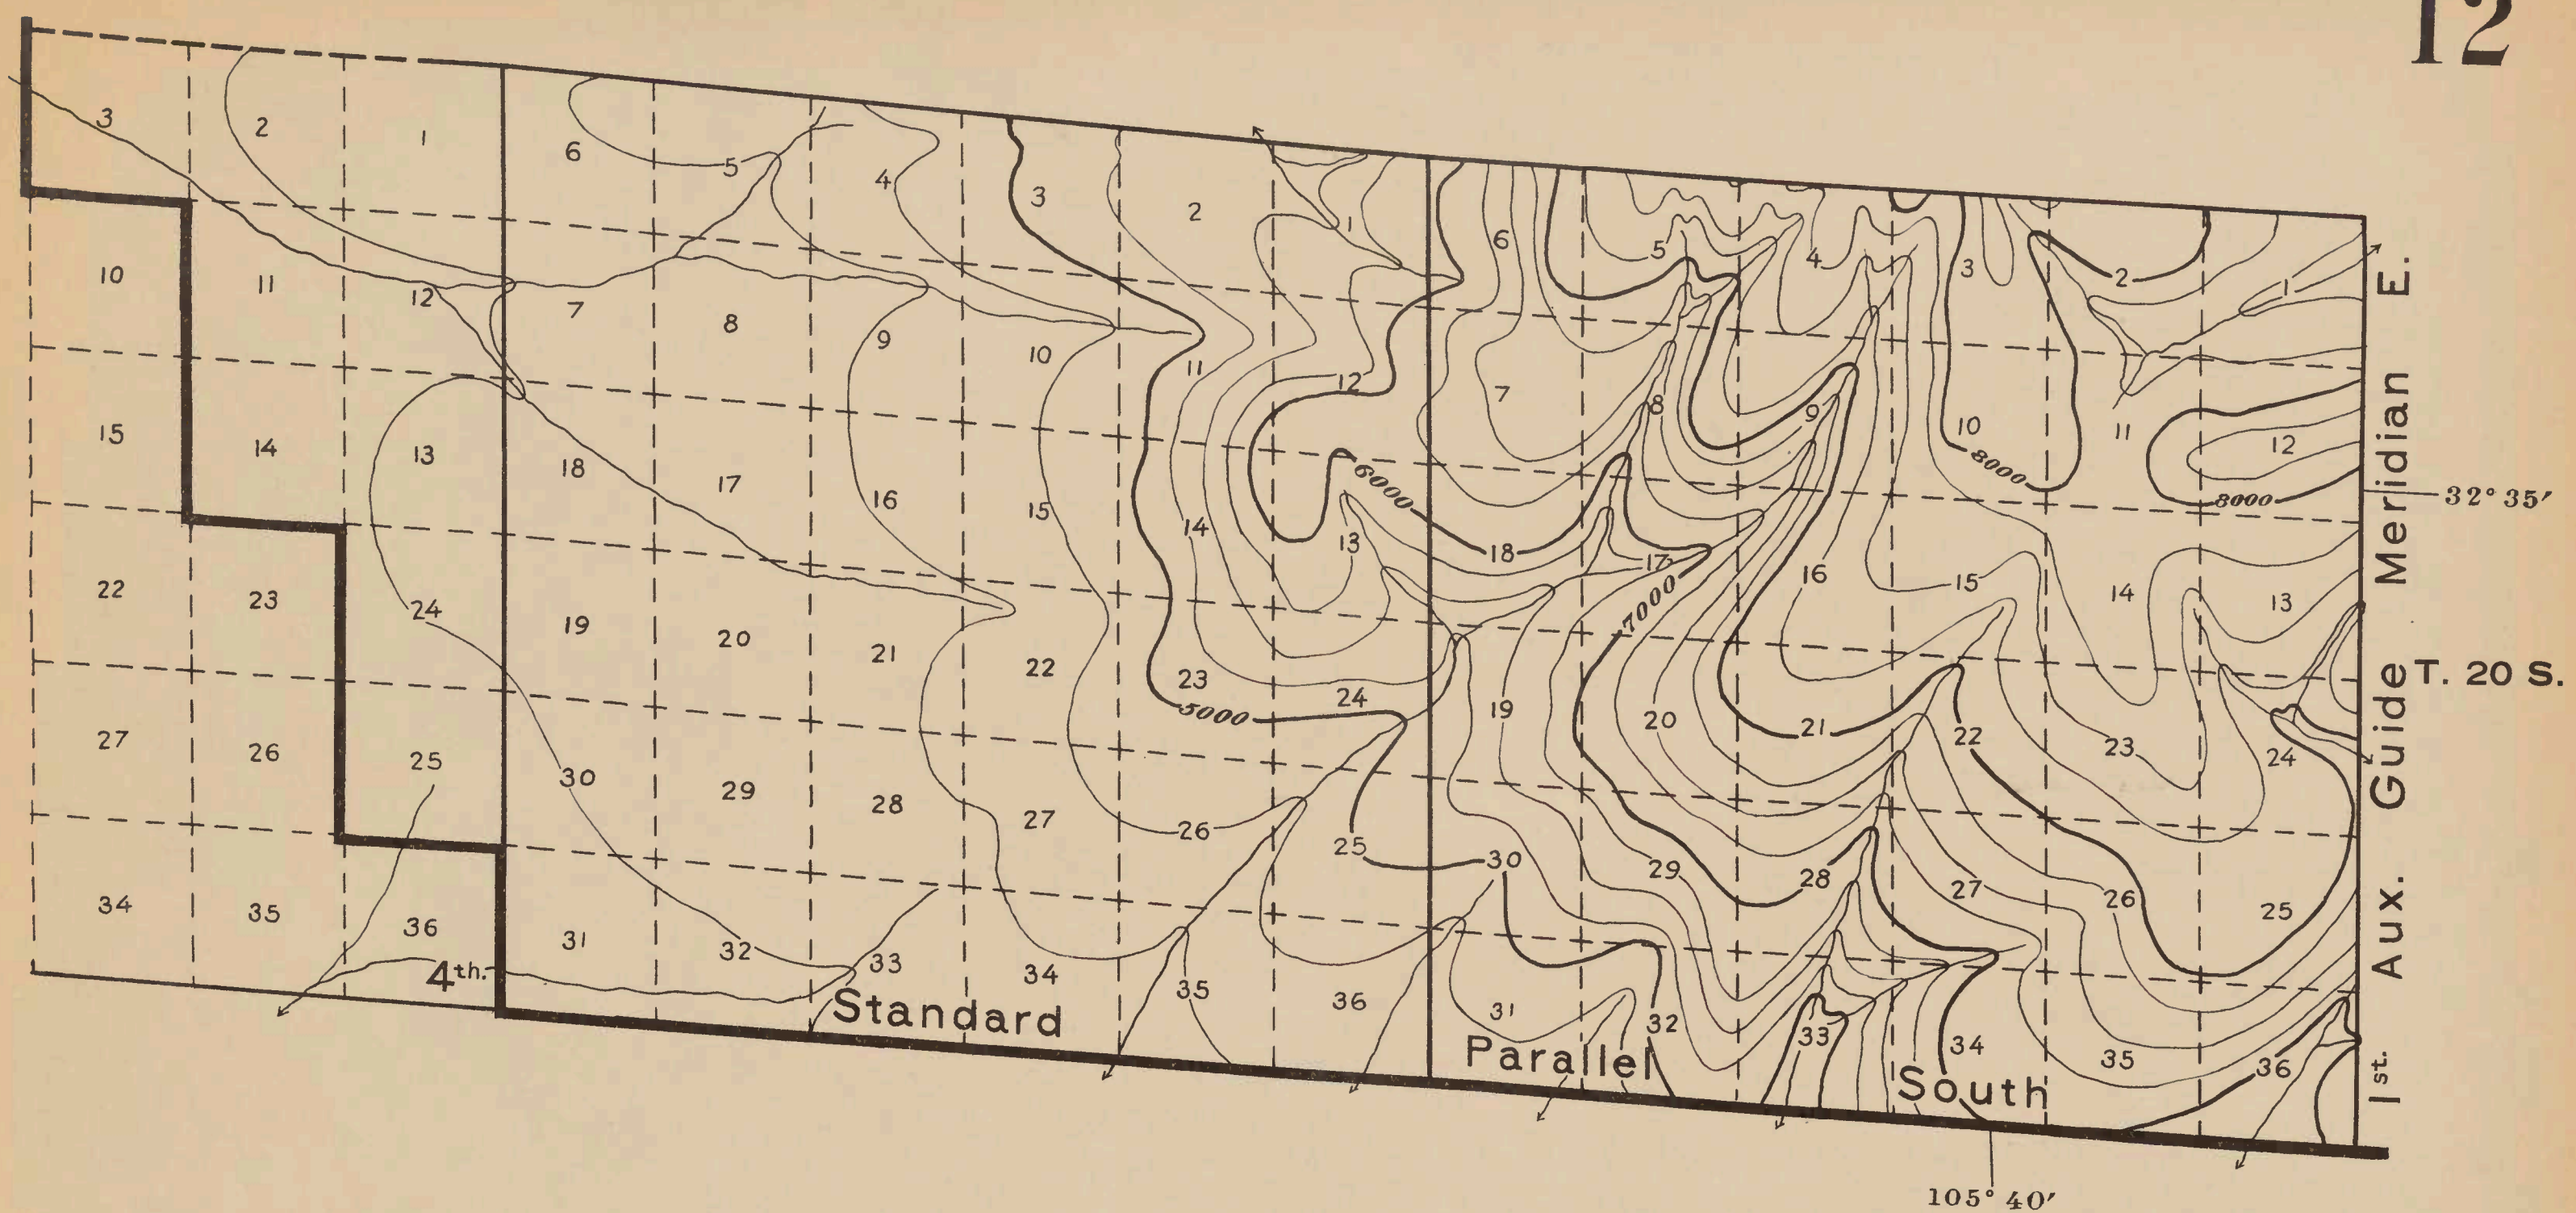 12
3 2 1 6 5 4 3 2 1 6 5 4 3 2 1
10 11 12 7 8 9 10 11 12 7 8 9 10 11 12
8000
8000
6000
32° 35′
15 14 13 18 17 16 15 14 13 18 17 16 15 14 13
22 23 24 19 20 21 22 23 24 19 20 21 22 23 24
7000
5000
T. 20 S.
27 26 25 30 29 28 27 26 25 30 29 28 27 26 25
34 35 36 31 32 33 34 35 36 31 32 33 34 35 36
4th. Standard Parallel South
1st. Aux. Guide Meridian E.
105° 40′